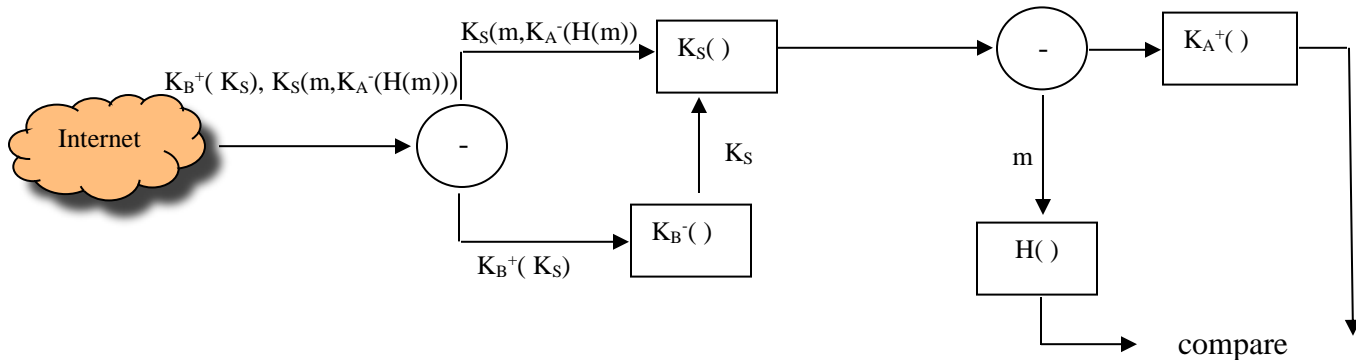 K_S(m,K_A⁻(H(m))
K_S( )
-
K_A⁺( )
K_B⁺( K_S), K_S(m,K_A⁻(H(m)))
Internet
-
K_S
m
K_B⁻( )
H( )
K_B⁺( K_S)
compare